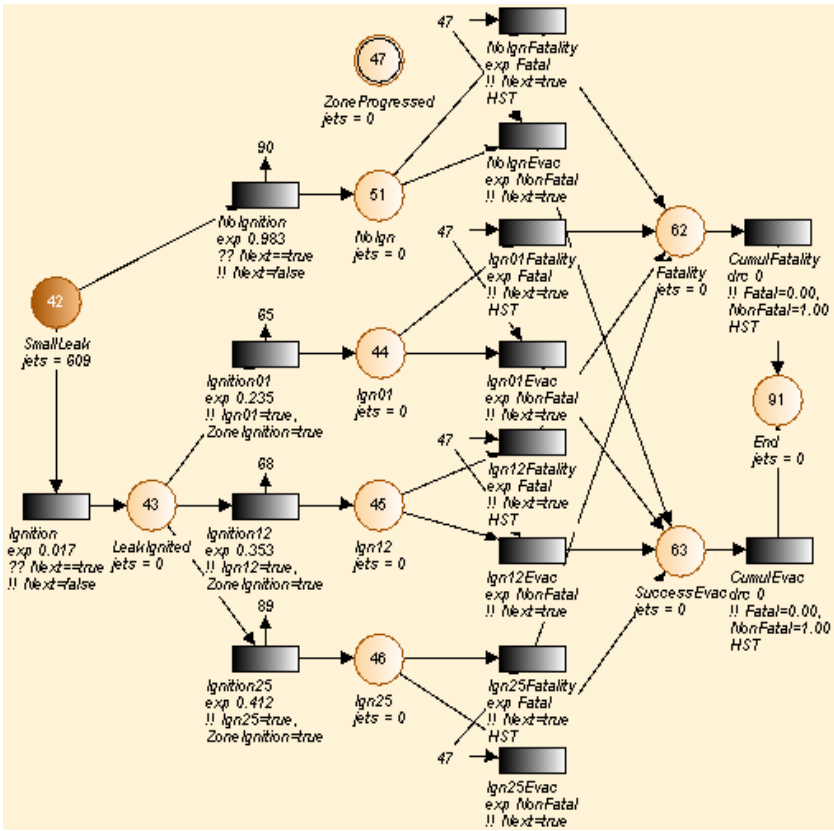 47
NoIgnFatality
exp Fatal
!! Next=true
HST
47
ZoneProgressed
jets = 0
NoIgnEvac
exp NonFatal
!! Next=true
90
NoIgnition
exp 0.983
?? Next==true
!! Next=false
51
NoIgn
jets = 0
47
Ign01Fatality
exp Fatal
!! Next=true
HST
62
Fatality
jets = 0
CumulFatality
drc 0
!! Fatal=0.00,
NonFatal=1.00
HST
42
SmallLeak
jets = 609
65
Ignition01
exp 0.235
!! Ign01=true,
ZoneIgnition=true
44
Ign01
jets = 0
Ign01Evac
exp NonFatal
!! Next=true
91
End
jets = 0
47
Ign12Fatality
exp Fatal
!! Next=true
HST
Ignition
exp 0.017
?? Next==true
!! Next=false
43
LeakIgnited
jets = 0
68
Ignition12
exp 0.353
!! Ign12=true,
ZoneIgnition=true
45
Ign12
jets = 0
Ign12Evac
exp NonFatal
!! Next=true
63
SuccessEvac
jets = 0
CumulEvac
drc 0
!! Fatal=0.00,
NonFatal=1.00
HST
89
Ignition25
exp 0.412
!! Ign25=true,
ZoneIgnition=true
46
Ign25
jets = 0
Ign25Fatality
exp Fatal
!! Next=true
HST
47
Ign25Evac
exp NonFatal
!! Next=true